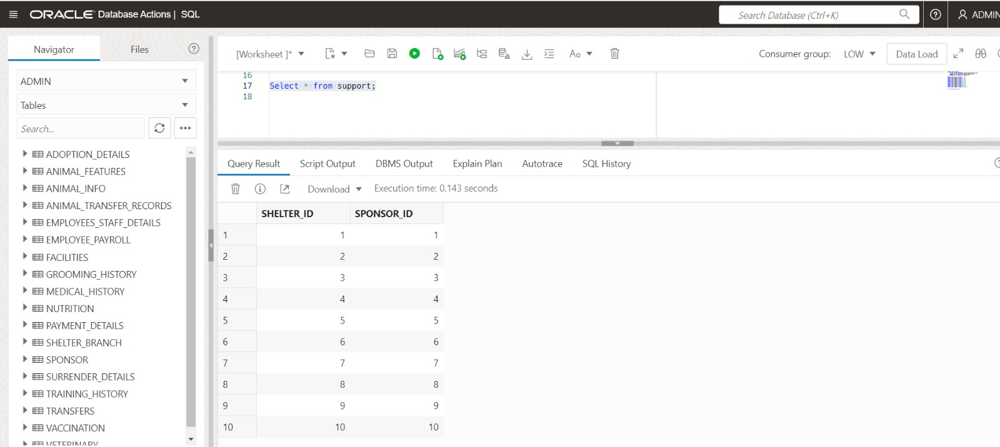 ORACLE Database Actions | SQL
Search Database (Ctrl+K)
ADMIN
Navigator
Files
[Worksheet ]*
Aa
Consumer group:
LOW
Data Load
ADMIN
Tables
Search...
16
17 Select * from support;
18
ADOPTION_DETAILS
ANIMAL_FEATURES
ANIMAL_INFO
ANIMAL_TRANSFER_RECORDS
EMPLOYEES_STAFF_DETAILS
EMPLOYEE_PAYROLL
FACILITIES
GROOMING_HISTORY
MEDICAL_HISTORY
NUTRITION
PAYMENT_DETAILS
SHELTER_BRANCH
SPONSOR
SURRENDER_DETAILS
TRAINING_HISTORY
TRANSFERS
VACCINATION
VETERINARY
Query Result
Script Output
DBMS Output
Explain Plan
Autotrace
SQL History
Download
Execution time: 0.143 seconds
SHELTER_ID SPONSOR_ID
1 1 1
2 2 2
3 3 3
4 4 4
5 5 5
6 6 6
7 7 7
8 8 8
9 9 9
10 10 10